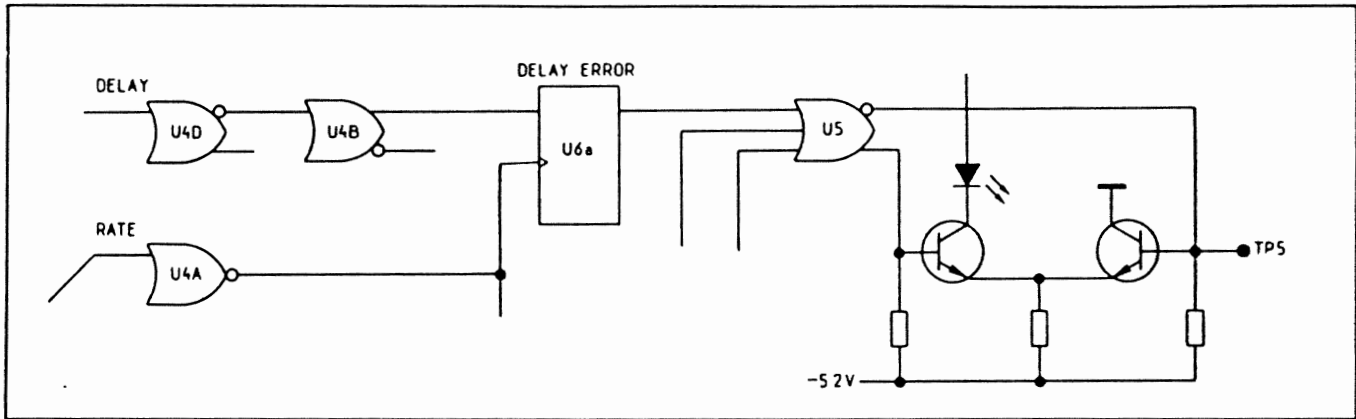 DELAY
U4D
U4B
DELAY ERROR
U6a
U5
RATE
U4A
TP5
-5 2V